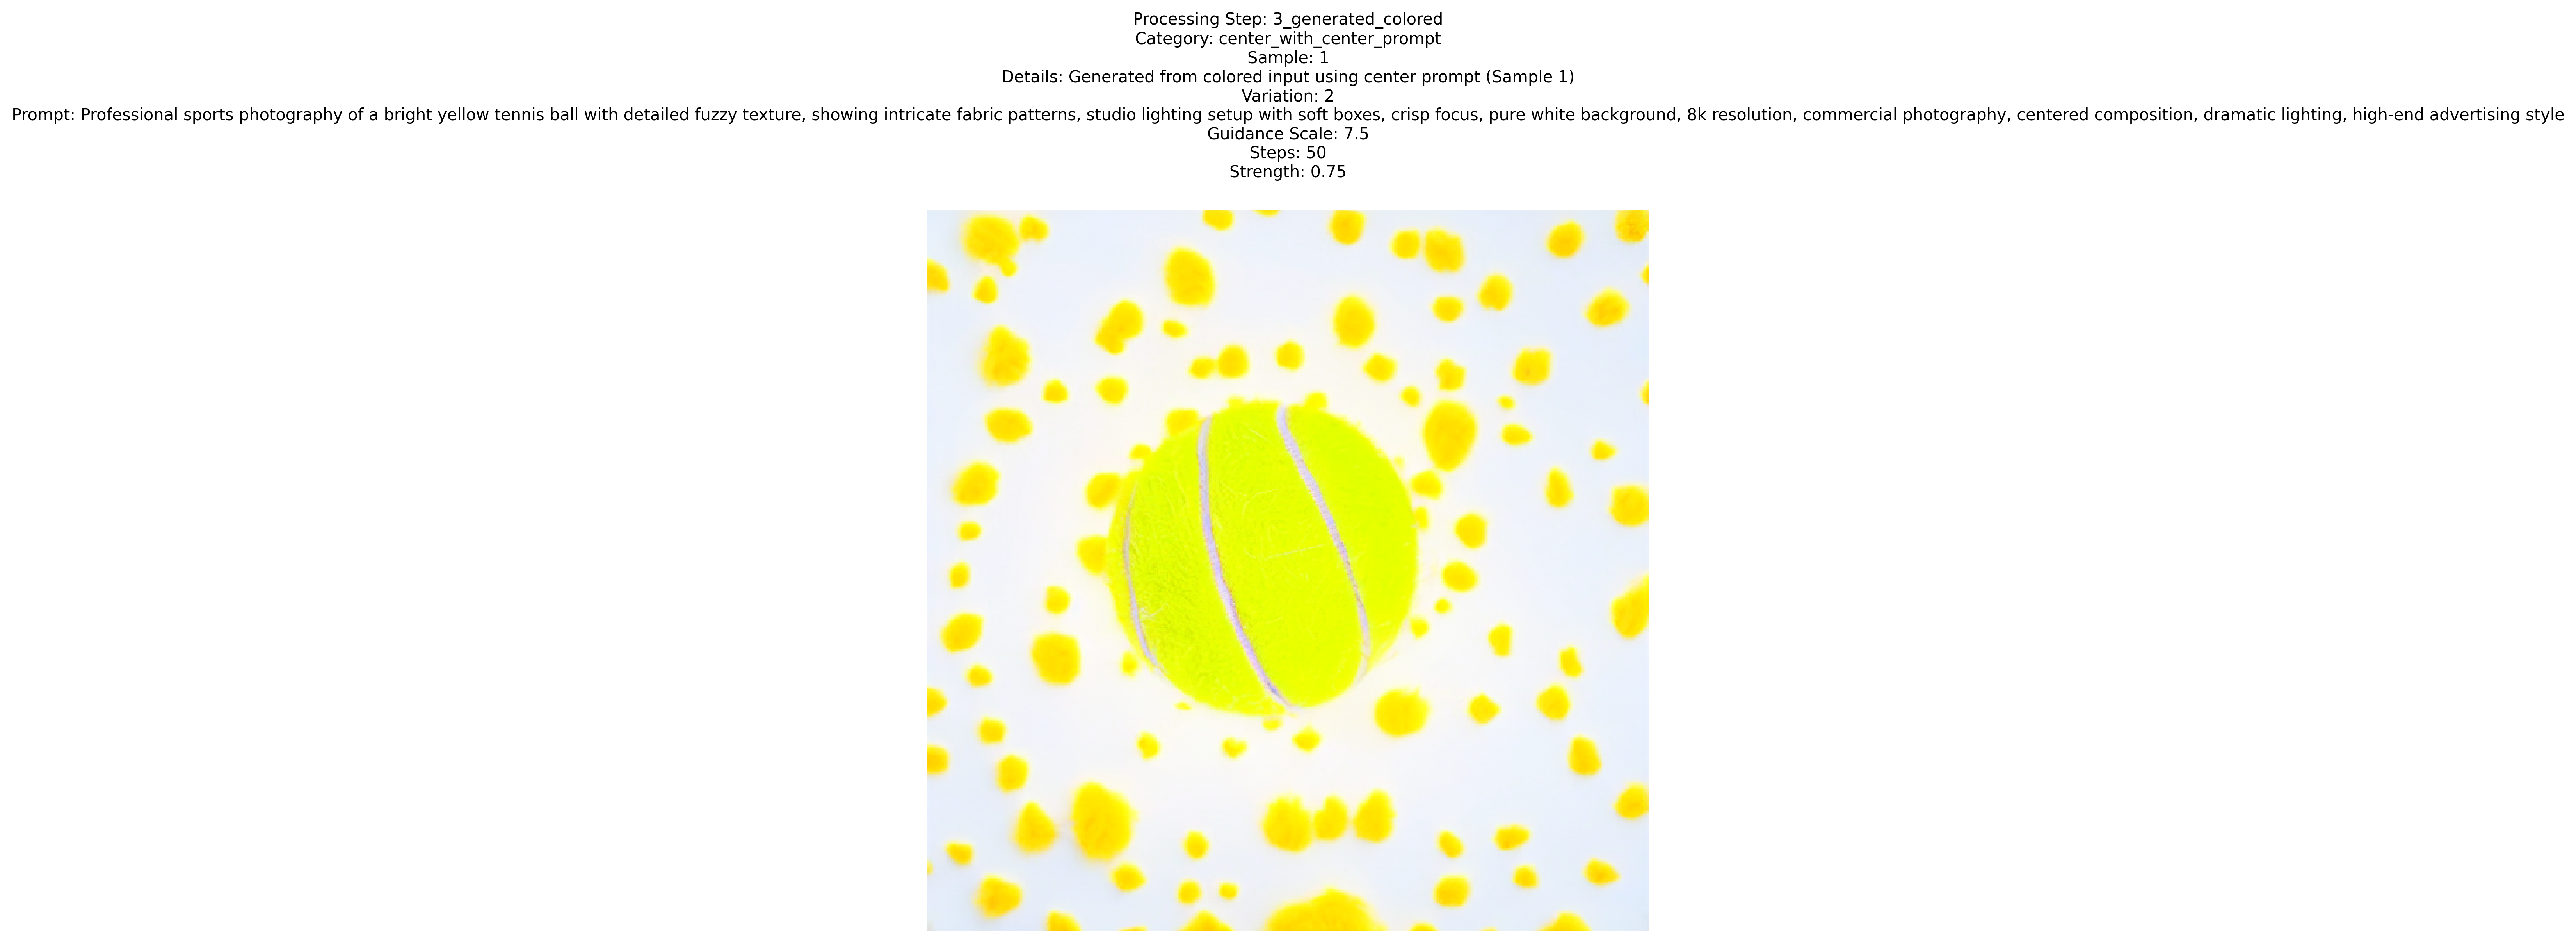 Processing Step: 3_generated_colored
Category: center_with_center_prompt
Sample: 1
Details: Generated from colored input using center prompt (Sample 1)
Variation: 2
Prompt: Professional sports photography of a bright yellow tennis ball with detailed fuzzy texture, showing intricate fabric patterns, studio lighting setup with soft boxes, crisp focus, pure white background, 8k resolution, commercial photography, centered composition, dramatic lighting, high-end advertising style
Guidance Scale: 7.5
Steps: 50
Strength: 0.75